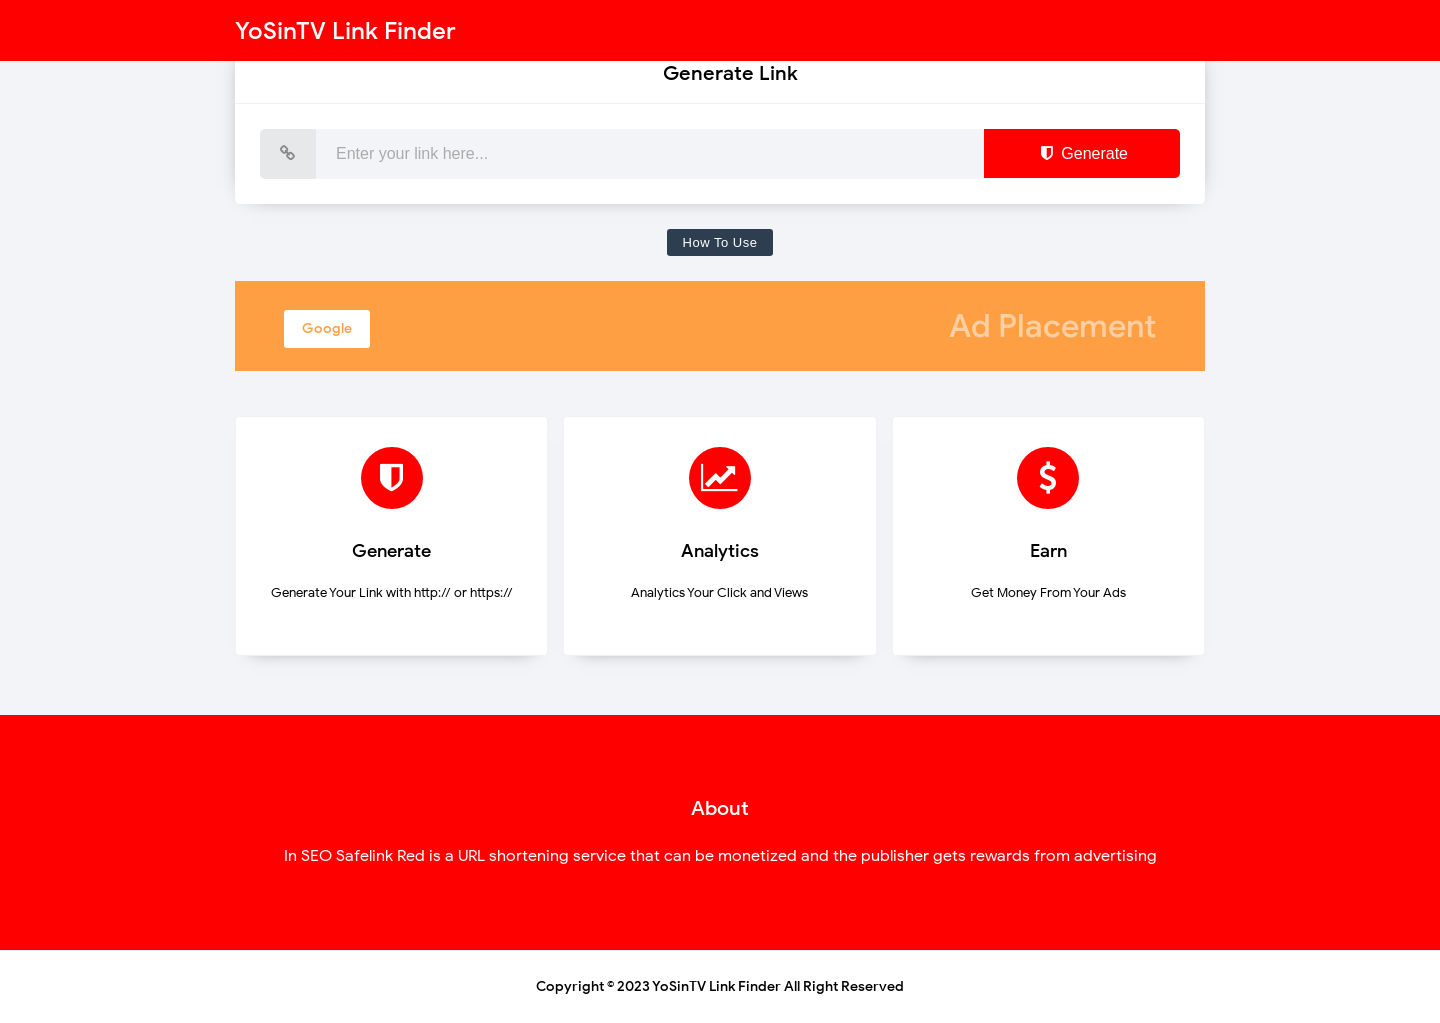 YoSinTV Link Finder
Generate Link
Enter your link here...
Generate
How To Use
Google
Ad Placement
Generate
Generate Your Link with http:// or https://
Analytics
Analytics Your Click and Views
Earn
Get Money From Your Ads
About
In SEO Safelink Red is a URL shortening service that can be monetized and the publisher gets rewards from advertising
Copyright © 2023 YoSinTV Link Finder All Right Reserved